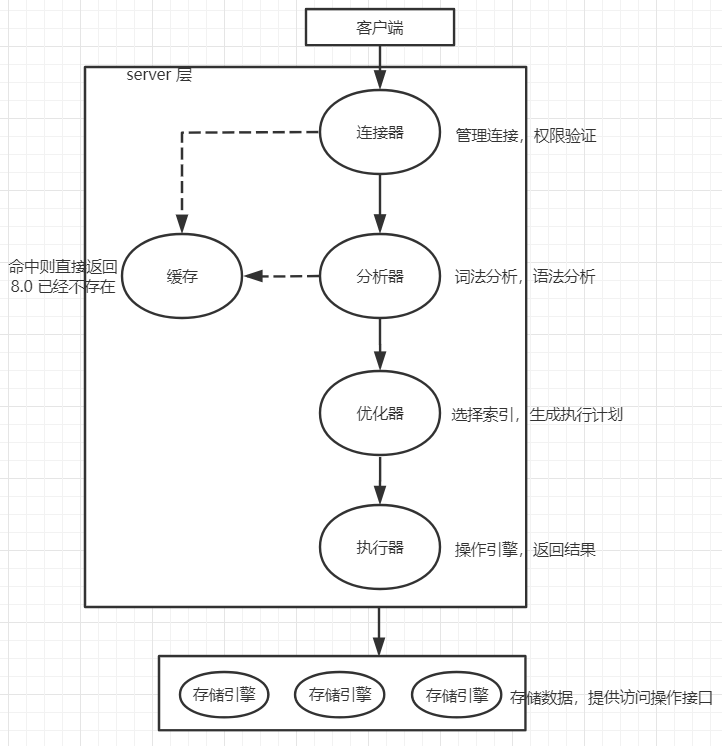 客户端
server 层
连接器
管理连接，权限验证
命中则直接返回
8.0 已经不存在
缓存
分析器
词法分析，语法分析
优化器
选择索引，生成执行计划
执行器
操作引擎，返回结果
存储引擎
存储引擎
存储引擎
存储数据，提供访问操作接口